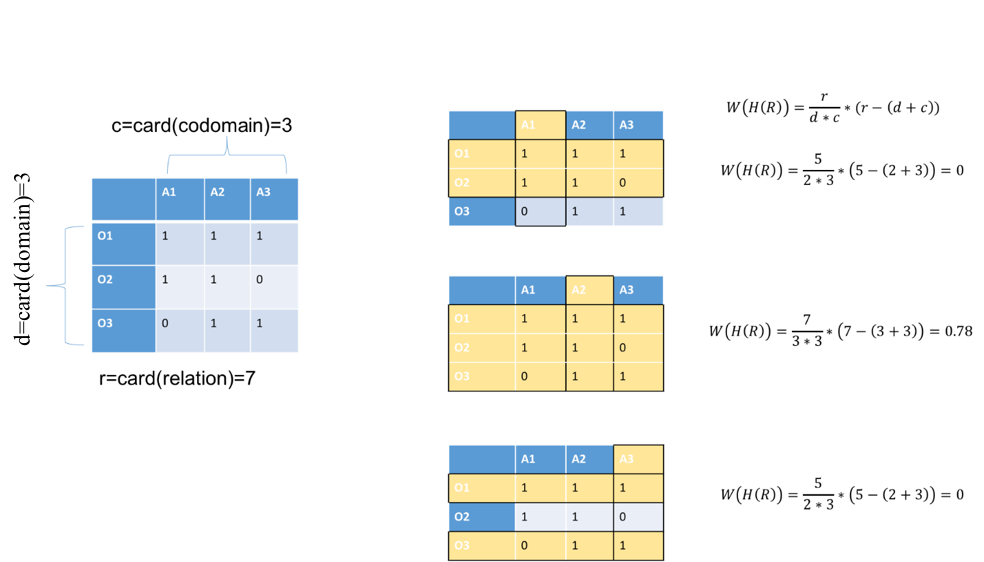 c=card(codomain)=3
d=card(domain)=3
A1 A2 A3
O1 1 1 1
O2 1 1 0
O3 0 1 1
r=card(relation)=7
A1 A2 A3
O1 1 1 1
O2 1 1 0
O3 0 1 1
W(H(R)) = r / d * c * (r − (d + c))
W(H(R)) = 5 / 2 * 3 * (5 − (2 + 3)) = 0
A1 A2 A3
O1 1 1 1
O2 1 1 0
O3 0 1 1
W(H(R)) = 7 / 3 * 3 * (7 − (3 + 3)) = 0.78
A1 A2 A3
O1 1 1 1
O2 1 1 0
O3 0 1 1
W(H(R)) = 5 / 2 * 3 * (5 − (2 + 3)) = 0